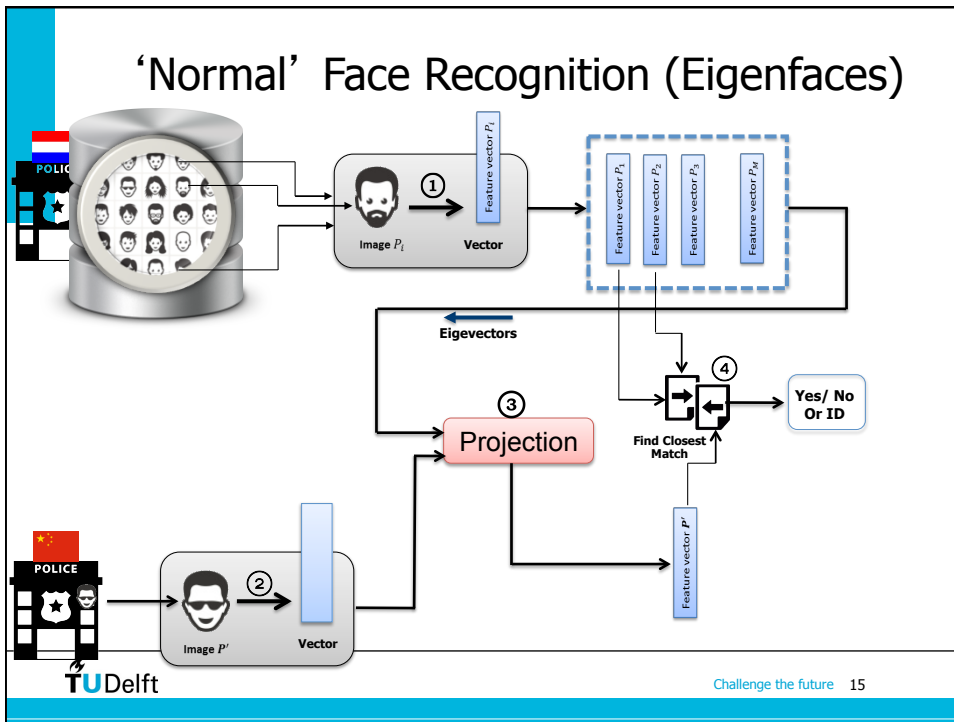 ‘Normal’ Face Recognition (Eigenfaces)
POLIC
①
Image P_i
Vector
Feature vector P_i
Feature vector P_1
Feature vector P_2
Feature vector P_3
Feature vector P_M
Eigevectors
③
Projection
④
Find Closest
Match
Yes/ No
Or ID
Feature vector P'
POLICE
②
Image P'
Vector
TUDelft
Challenge the future 15